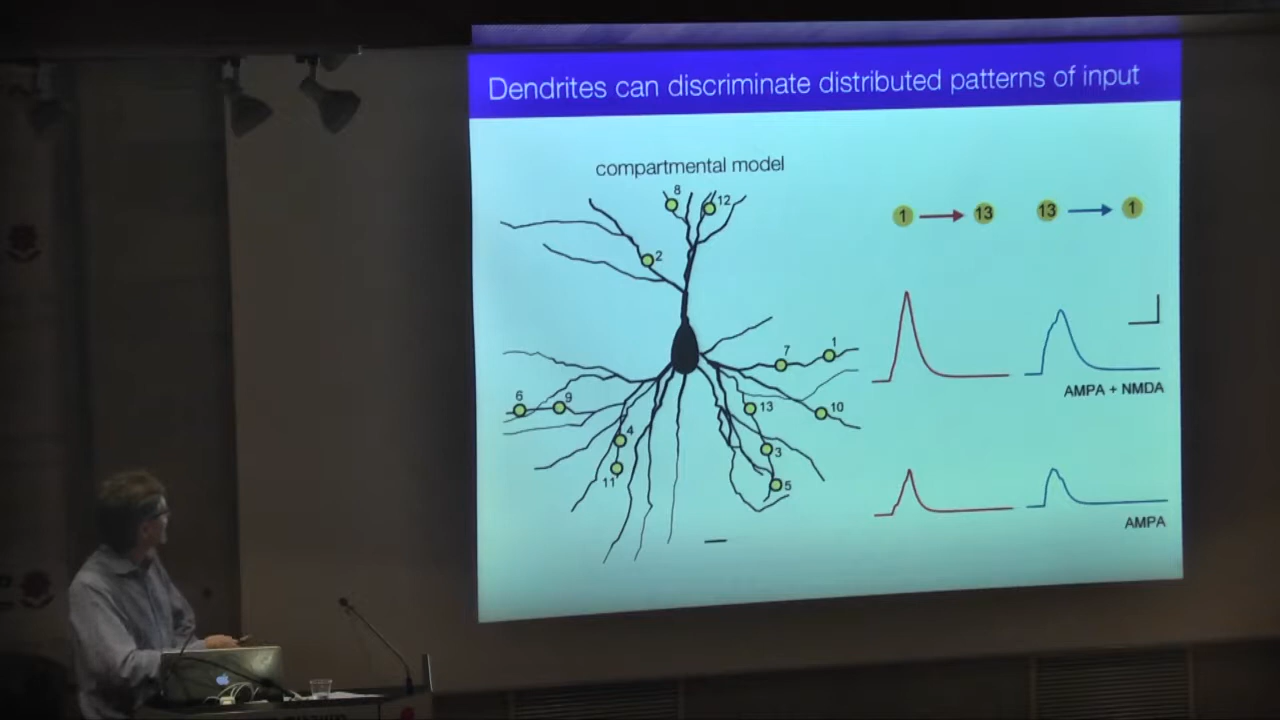 Dendrites can discriminate distributed patterns of input
compartmental model
8
12
2
1 13 13 1
7
1
6
9
13
10
4
3
11
5
AMPA + NMDA
AMPA